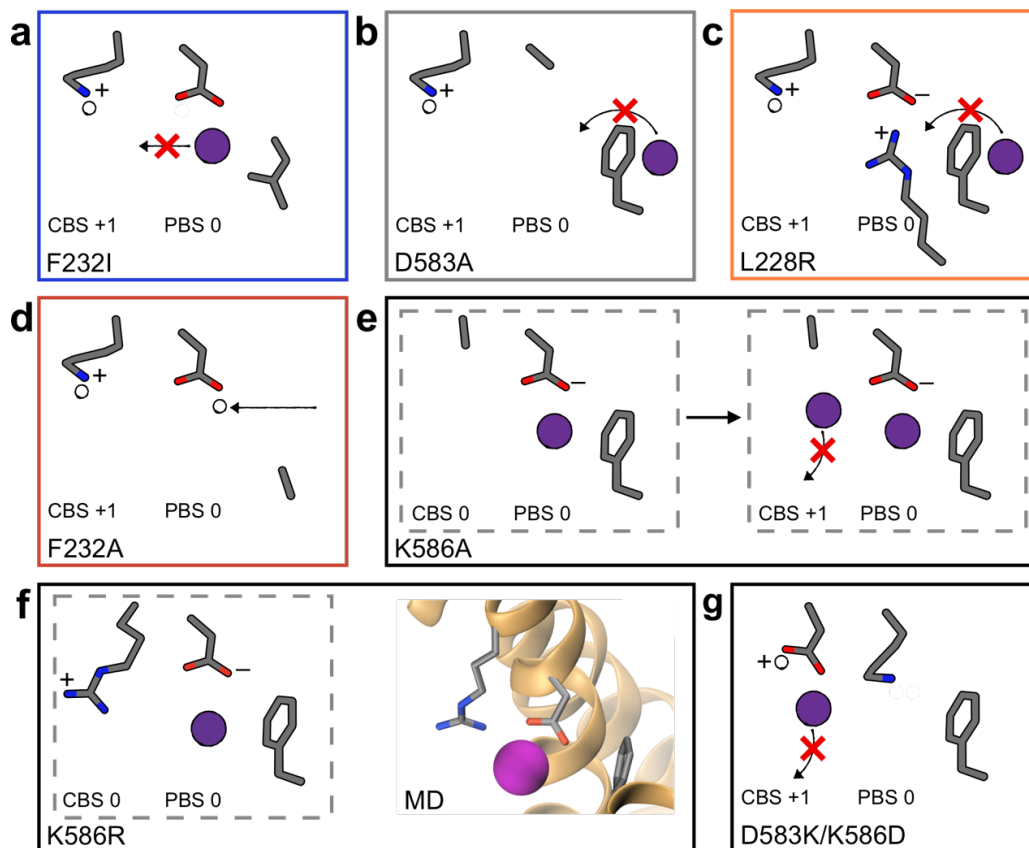 a
+
CBS +1 PBS 0
F232I
b
+
CBS +1 PBS 0
D583A
c
+
−
+
CBS +1 PBS 0
L228R
d
+
CBS +1 PBS 0
F232A
e
−
CBS 0 PBS 0
−
CBS +1 PBS 0
K586A
f
+
−
CBS 0 PBS 0
K586R
MD
g
+
CBS +1 PBS 0
D583K/K586D